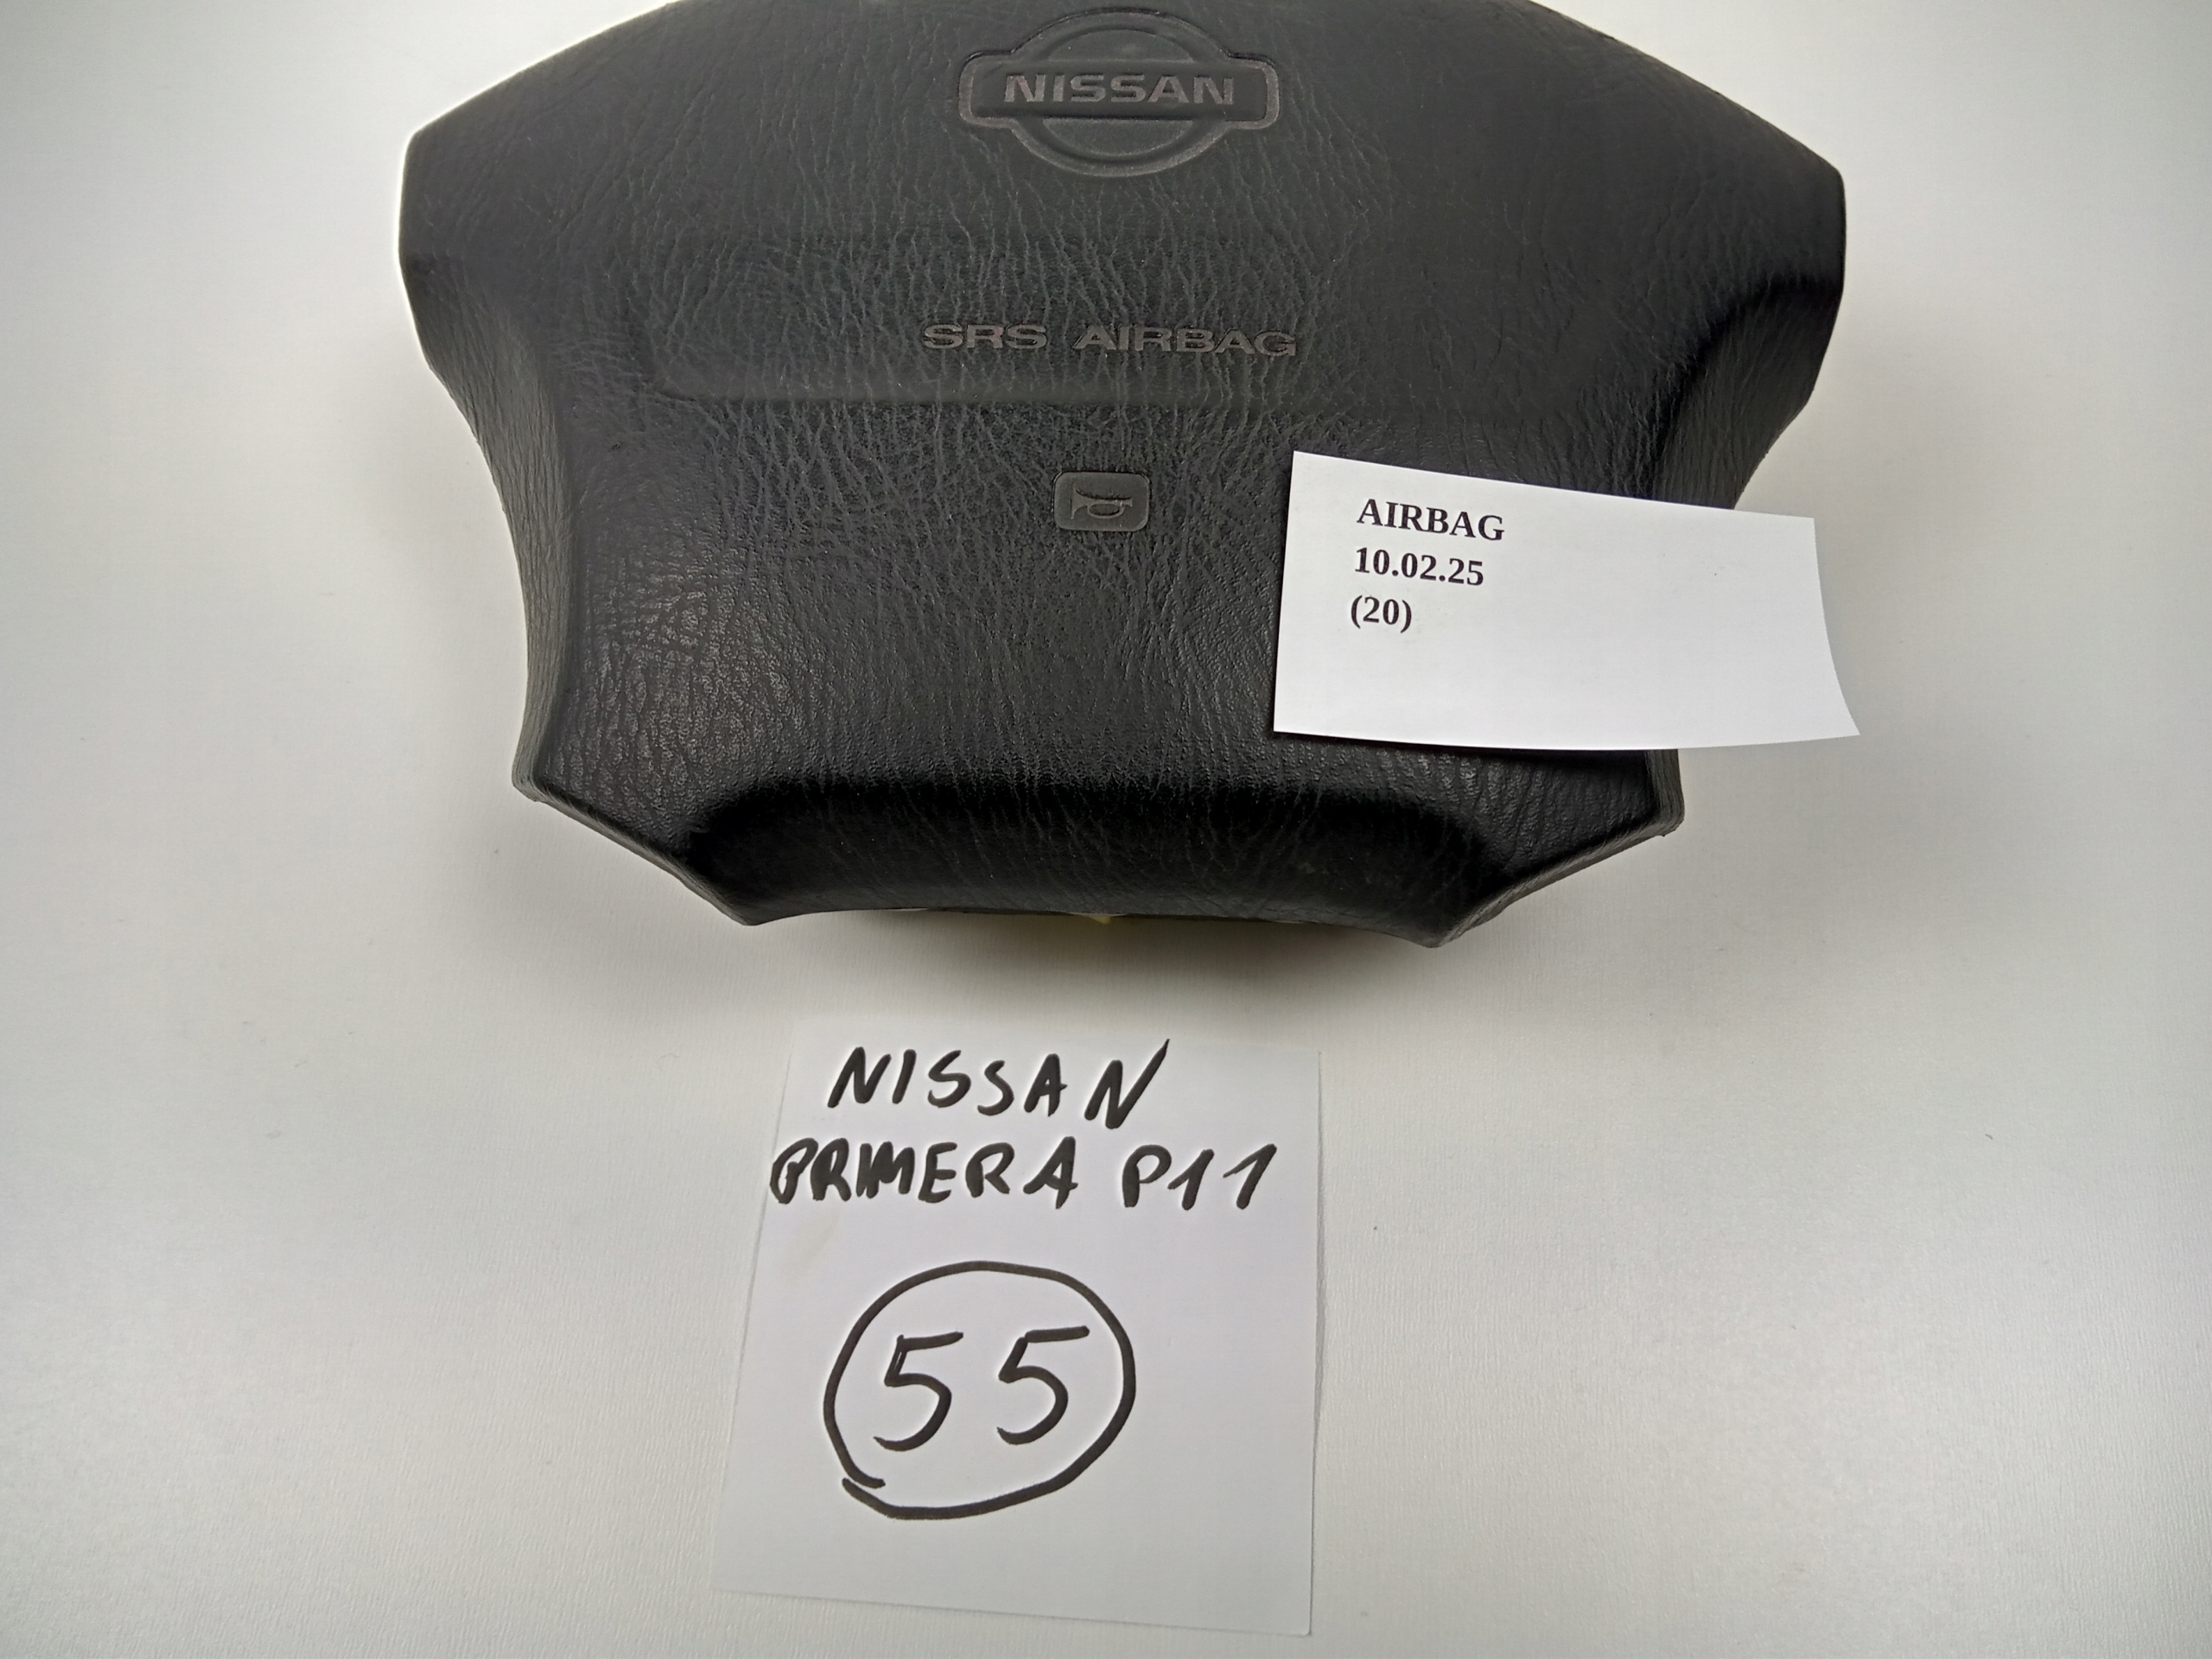 NISSAN
SRS AIRBAG
AIRBAG
10.02.25
(20)
NISSAN
PRIMERA P11
55